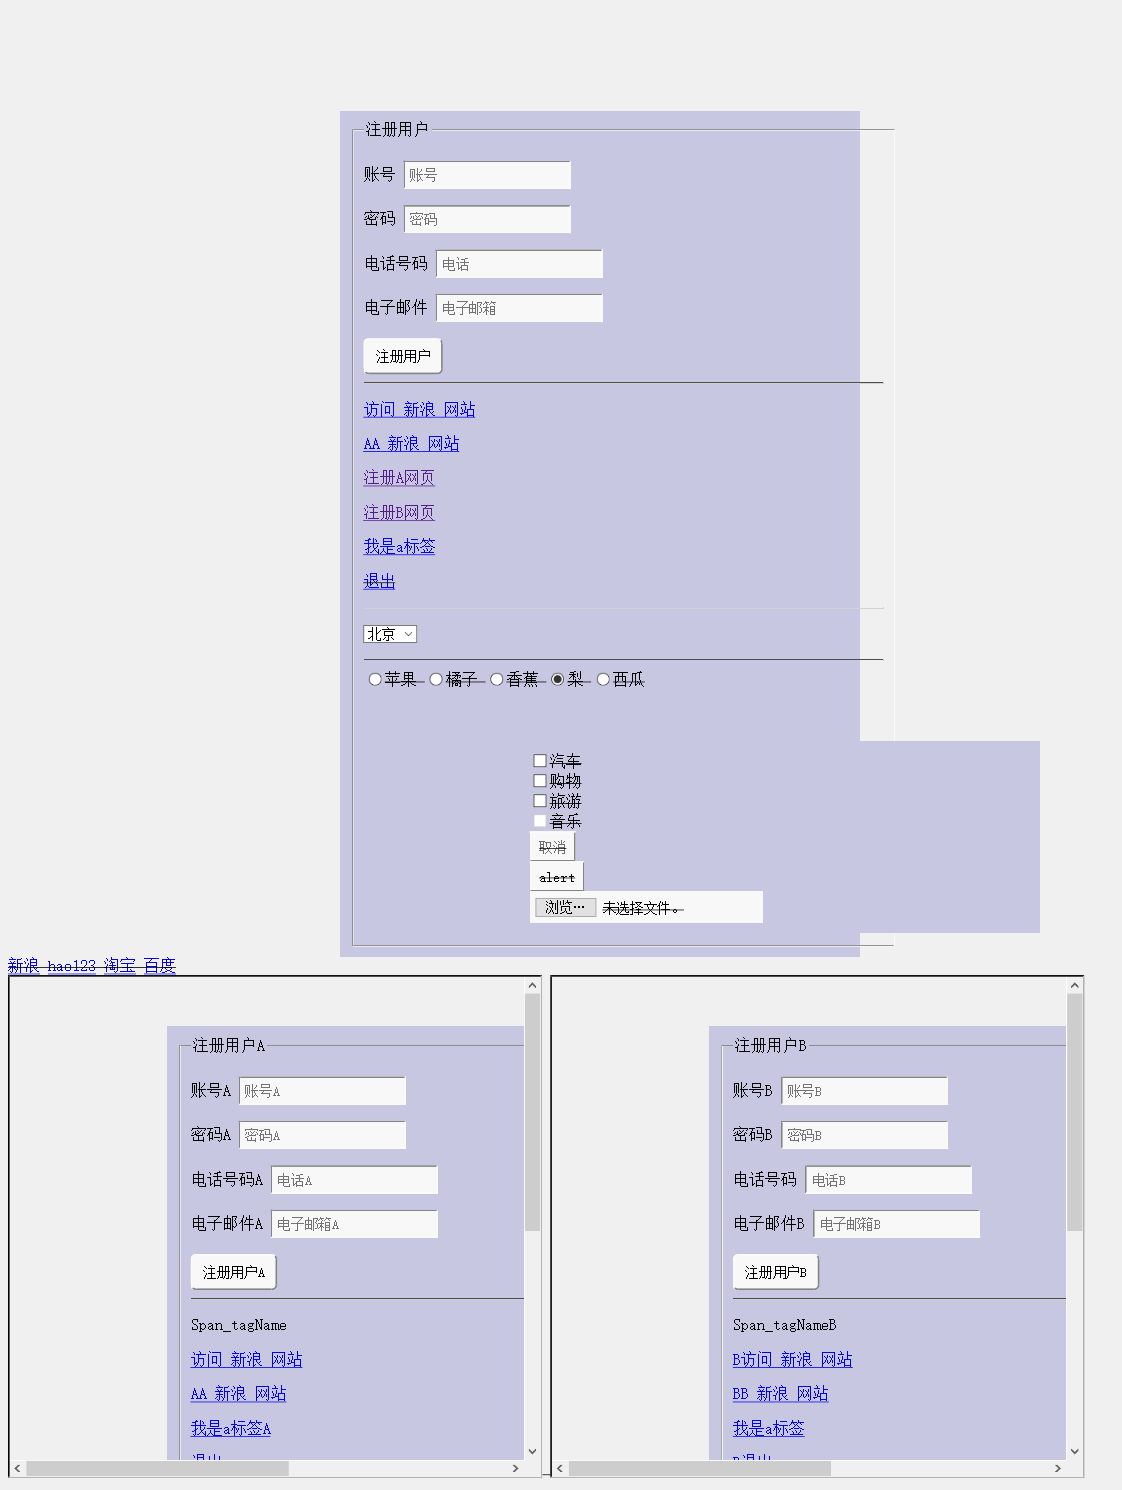 注册用户
账号 账号
密码 密码
电话号码 电话
电子邮件 电子邮箱
注册用户
访问 新浪 网站
AA 新浪 网站
注册A网页
注册B网页
我是a标签
退出
北京
苹果 橘子 香蕉 梨 西瓜
汽车
购物
旅游
音乐
取消
alert
浏览… 未选择文件。
新浪 hao123 淘宝 百度
注册用户A
账号A 账号A
密码A 密码A
电话号码A 电话A
电子邮件A 电子邮箱A
注册用户A
Span_tagName
访问 新浪 网站
AA 新浪 网站
我是a标签A
退出
注册用户B
账号B 账号B
密码B 密码B
电话号码 电话B
电子邮件B 电子邮箱B
注册用户B
Span_tagNameB
B访问 新浪 网站
BB 新浪 网站
我是a标签
B退出